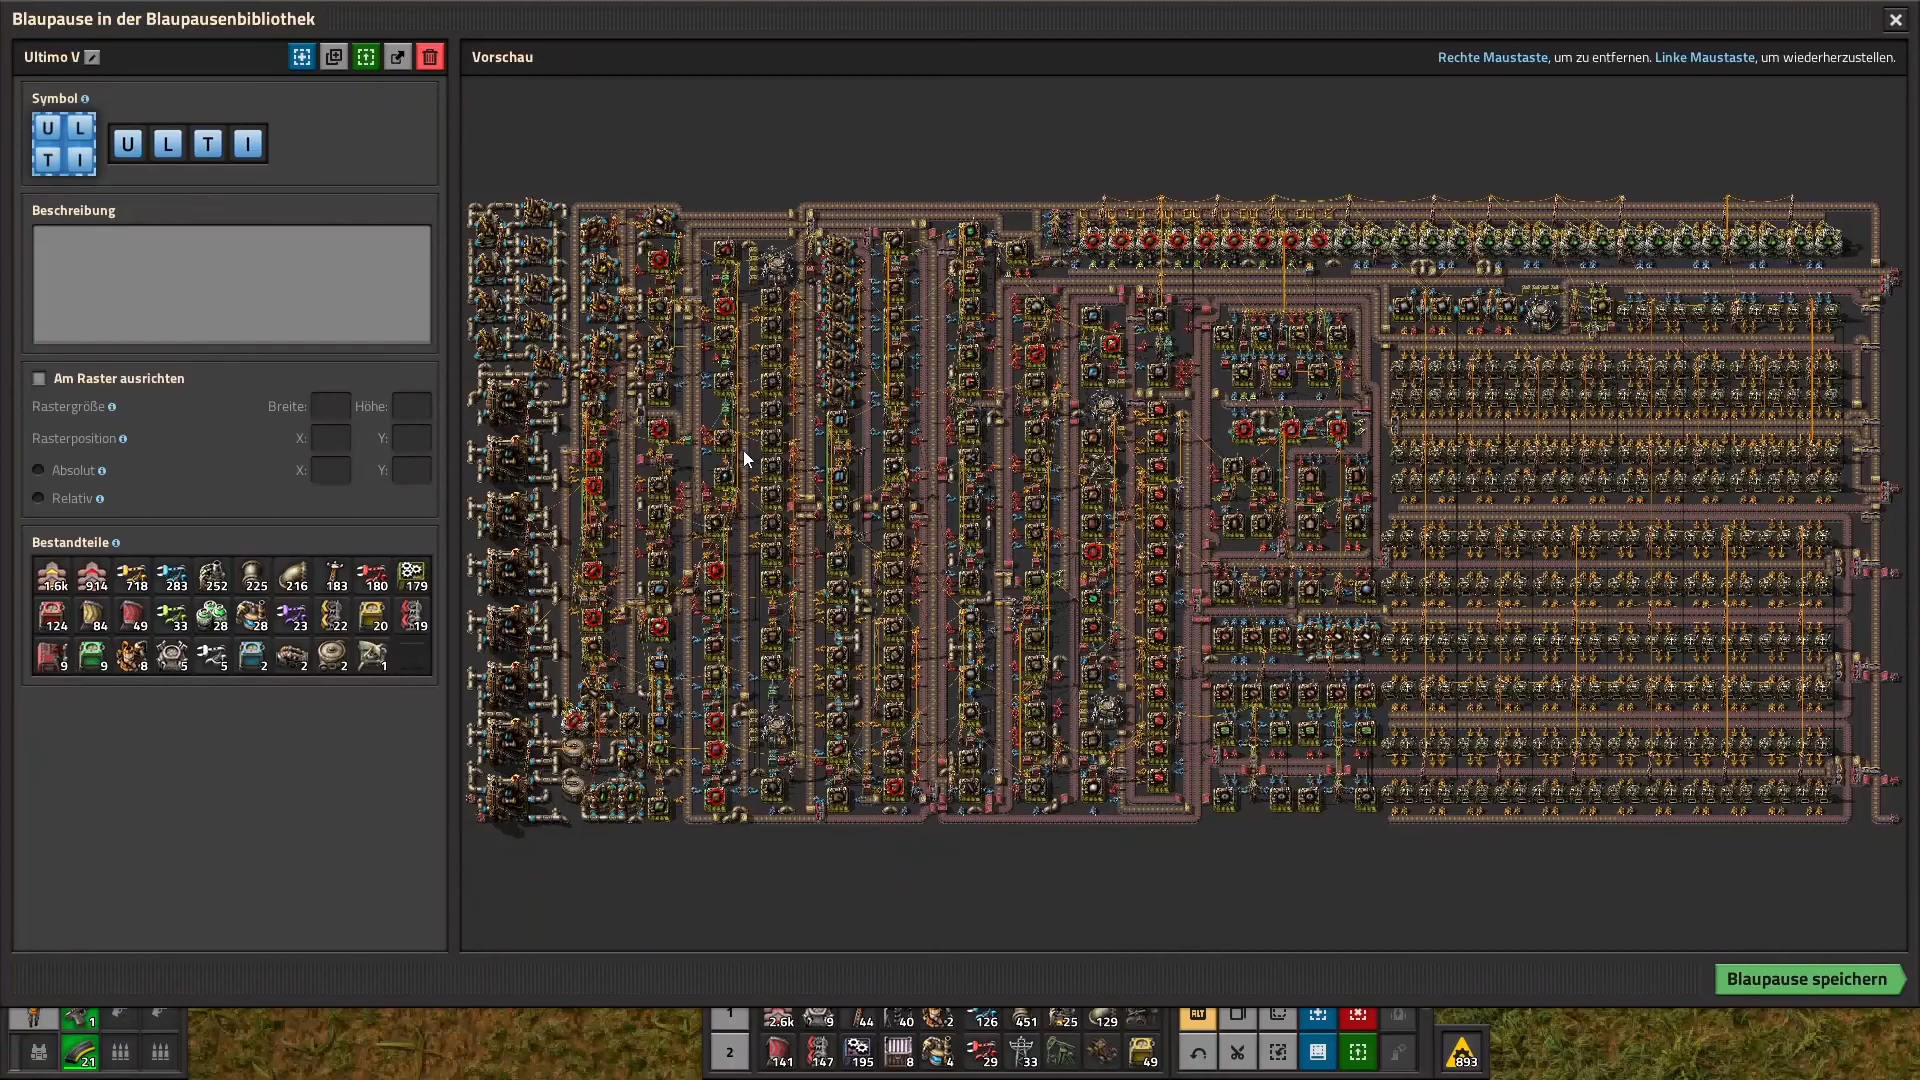 Blaupause in der Blaupausenbibliothek
Ultimo V
Vorschau
Rechte Maustaste, um zu entfernen. Linke Maustaste, um wiederherzustellen.
Symbol
U L
T I
U L T I
Beschreibung
Am Raster ausrichten
Rastergröße Breite: Höhe:
Rasterposition X: Y:
Absolut X: Y:
Relativ
Bestandteile
1.6k 914 718 283 252 225 216 183 180 179
124 84 49 33 28 28 23 22 20 19
9 9 8 5 5 2 2 2 1
Blaupause speichern
1 1 2.6k 9 44 40 2 126 451 25 129 ALT
21 2 141 147 195 8 4 29 33 49 893